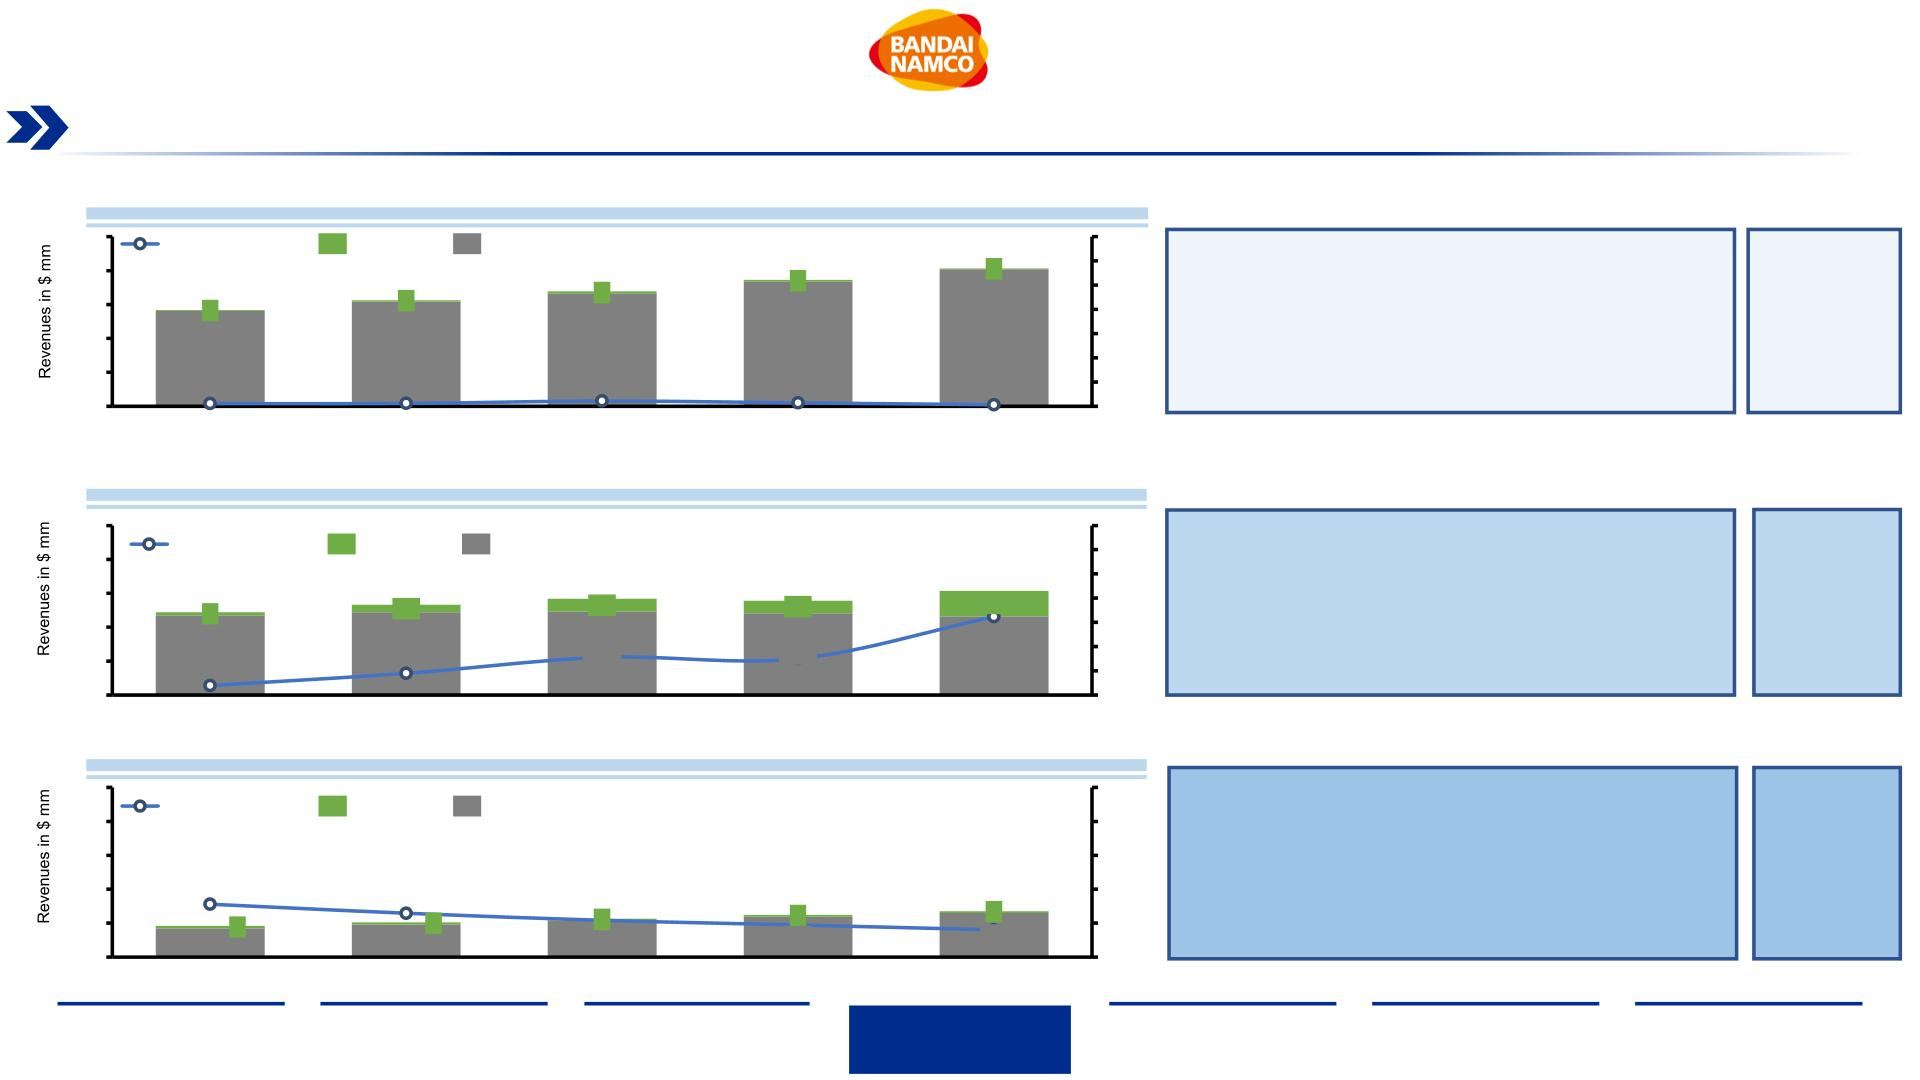 BANDAI
NAMCO
Revenues in $ mm
Revenues in $ mm
Revenues in $ mm